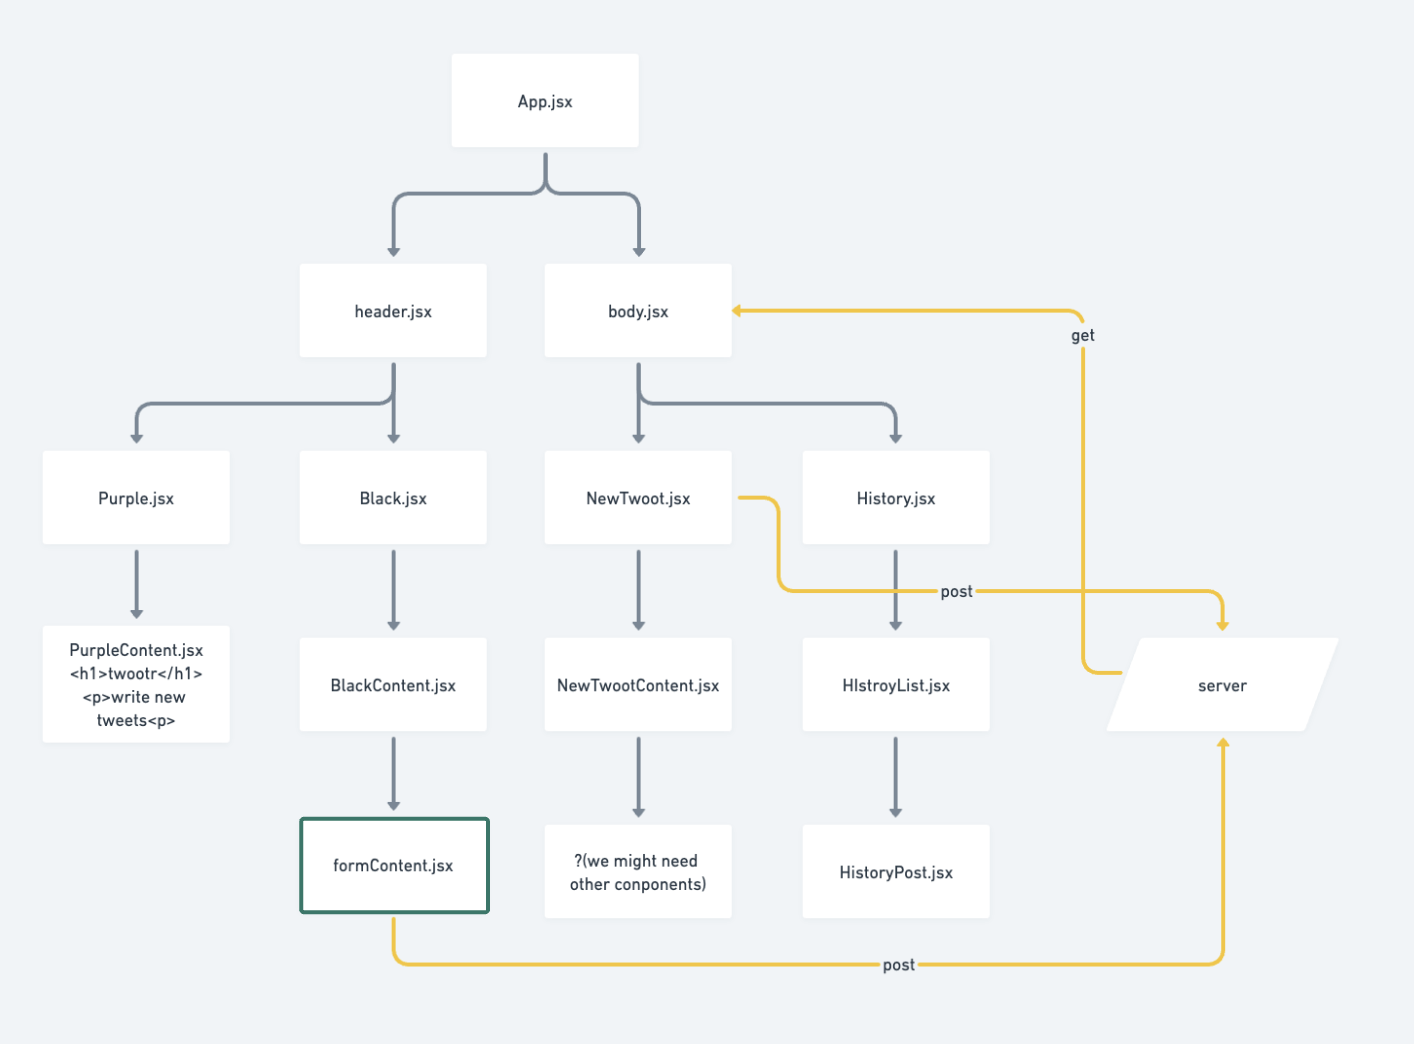 App.jsx
header.jsx
body.jsx
get
Purple.jsx
Black.jsx
NewTwoot.jsx
History.jsx
post
PurpleContent.jsx
<h1>twootr</h1>
<p>write new
tweets<p>
BlackContent.jsx
NewTwootContent.jsx
HIstroyList.jsx
server
formContent.jsx
?(we might need
other conponents)
HistoryPost.jsx
post